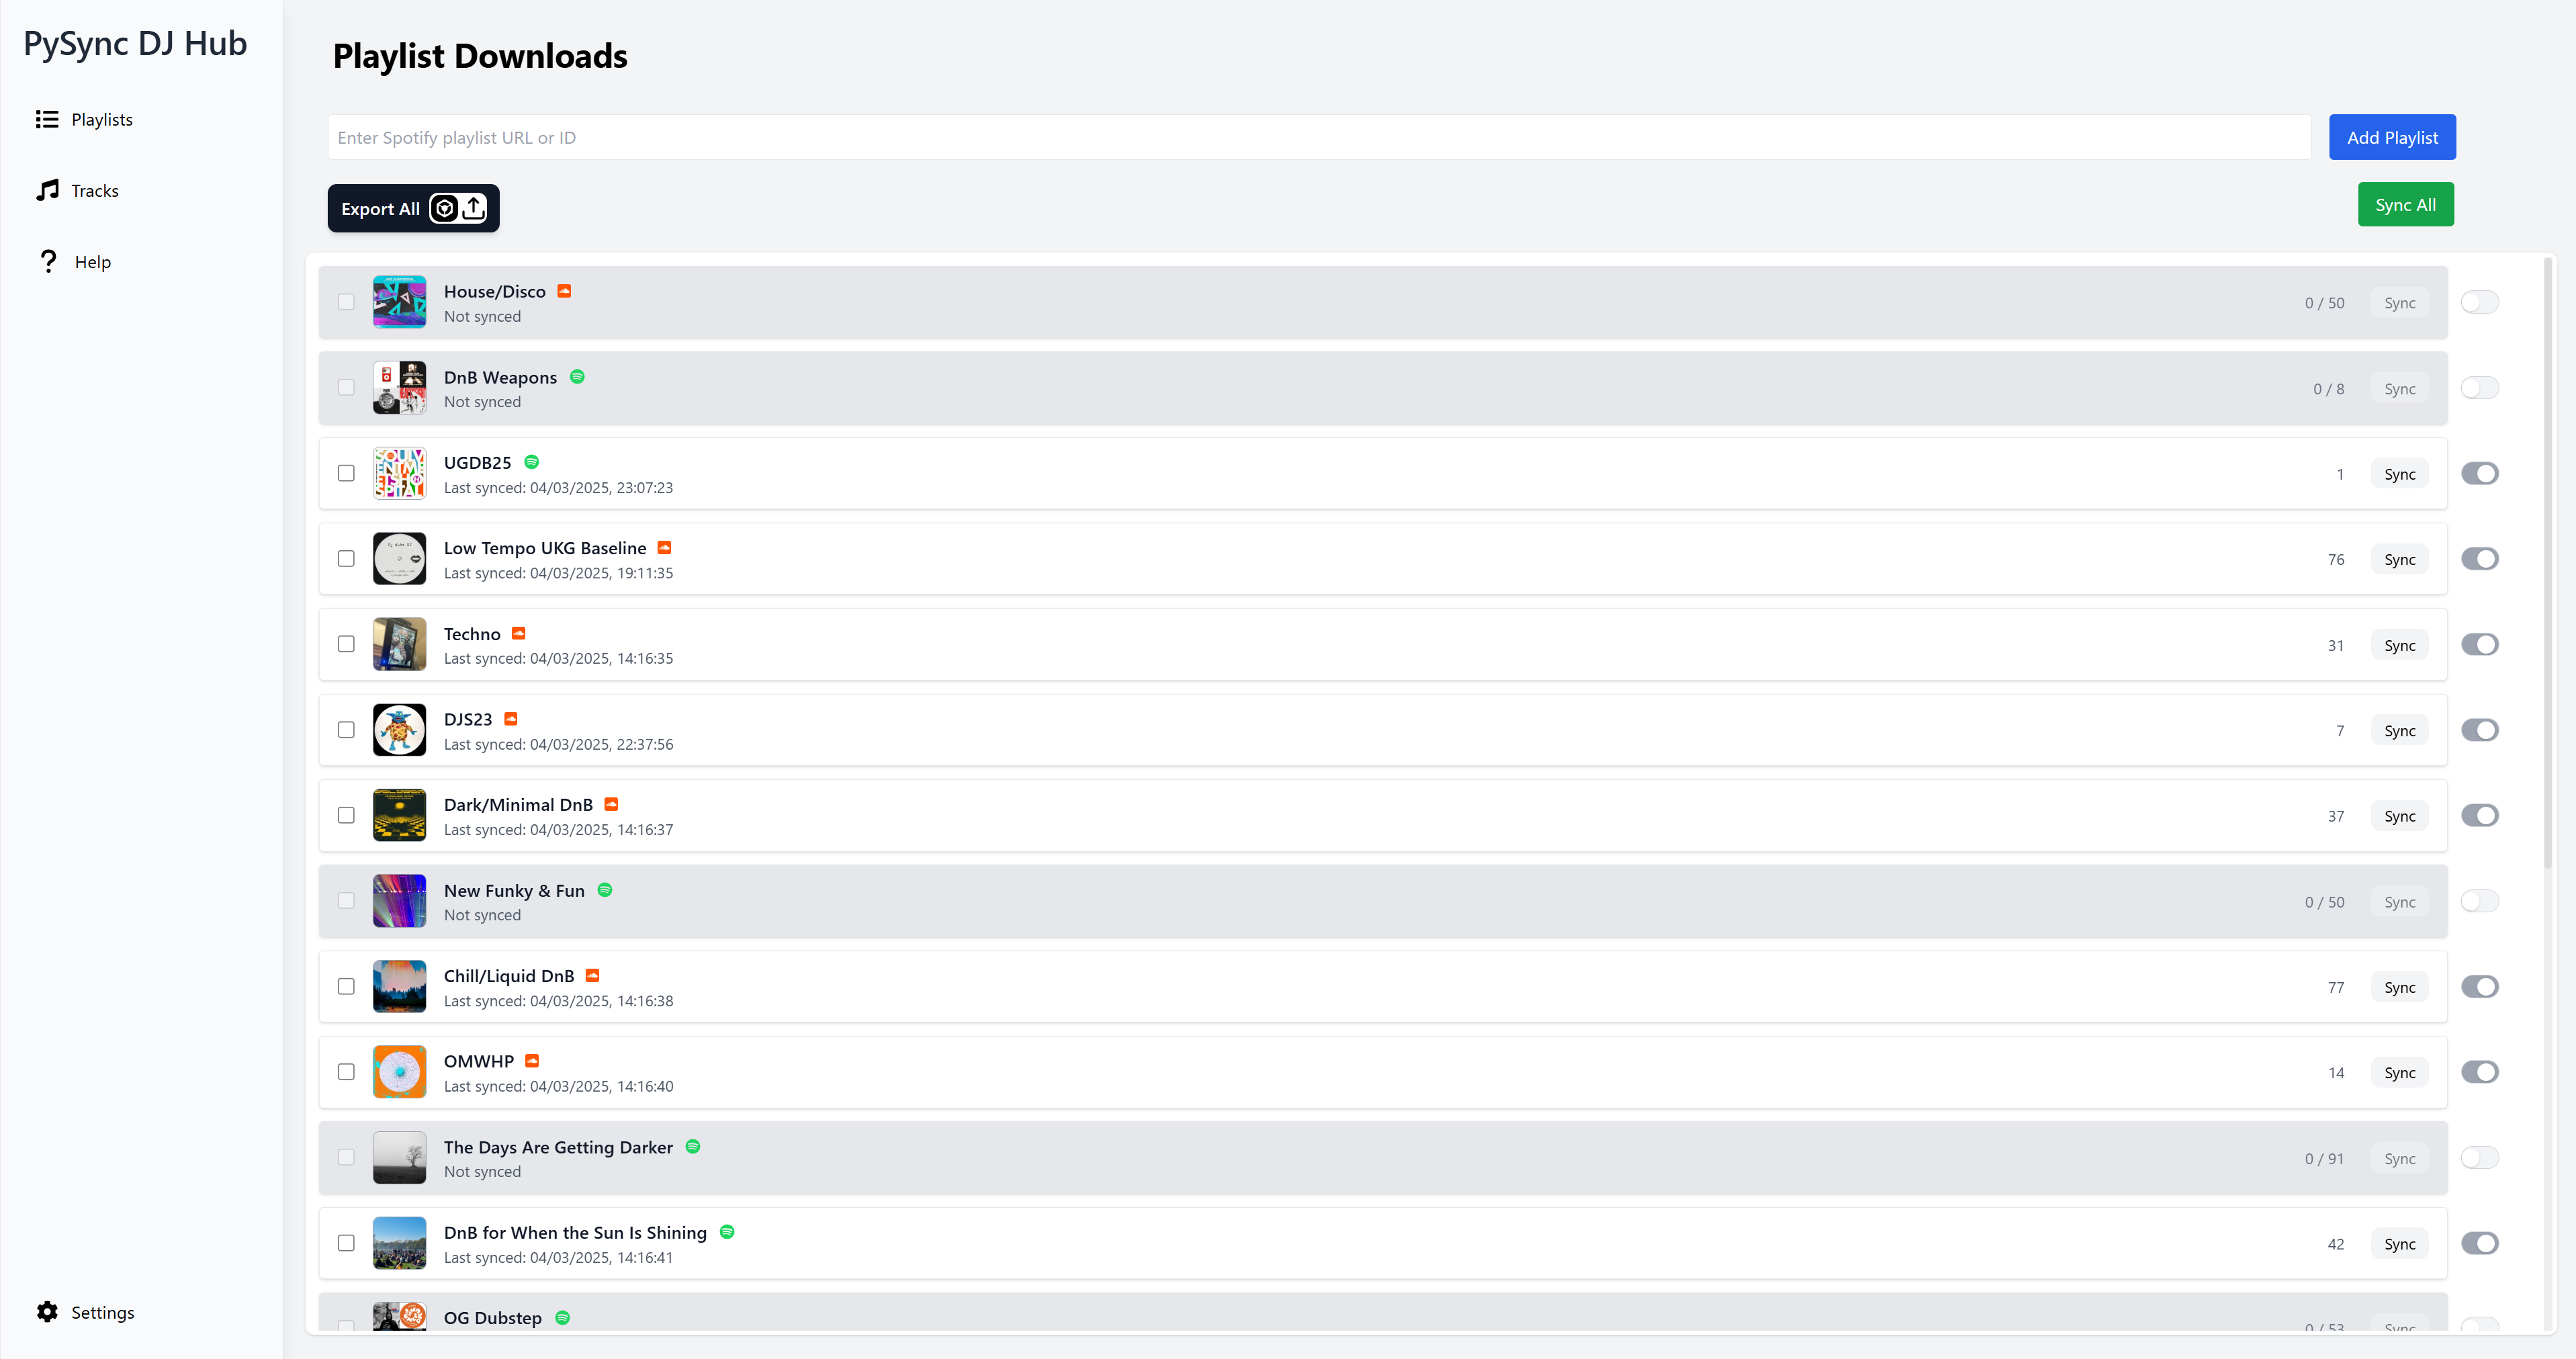 PySync DJ Hub
Playlists
Tracks
Help
Settings
Playlist Downloads
Enter Spotify playlist URL or ID
Add Playlist
Export All
Sync All
House/Disco
Not synced
0 / 50
Sync
DnB Weapons
Not synced
0 / 8
Sync
UGDB25
Last synced: 04/03/2025, 23:07:23
1
Sync
Low Tempo UKG Baseline
Last synced: 04/03/2025, 19:11:35
76
Sync
Techno
Last synced: 04/03/2025, 14:16:35
31
Sync
DJS23
Last synced: 04/03/2025, 22:37:56
7
Sync
Dark/Minimal DnB
Last synced: 04/03/2025, 14:16:37
37
Sync
New Funky & Fun
Not synced
0 / 50
Sync
Chill/Liquid DnB
Last synced: 04/03/2025, 14:16:38
77
Sync
OMWHP
Last synced: 04/03/2025, 14:16:40
14
Sync
The Days Are Getting Darker
Not synced
0 / 91
Sync
DnB for When the Sun Is Shining
Last synced: 04/03/2025, 14:16:41
42
Sync
OG Dubstep
0 / 53
Sync